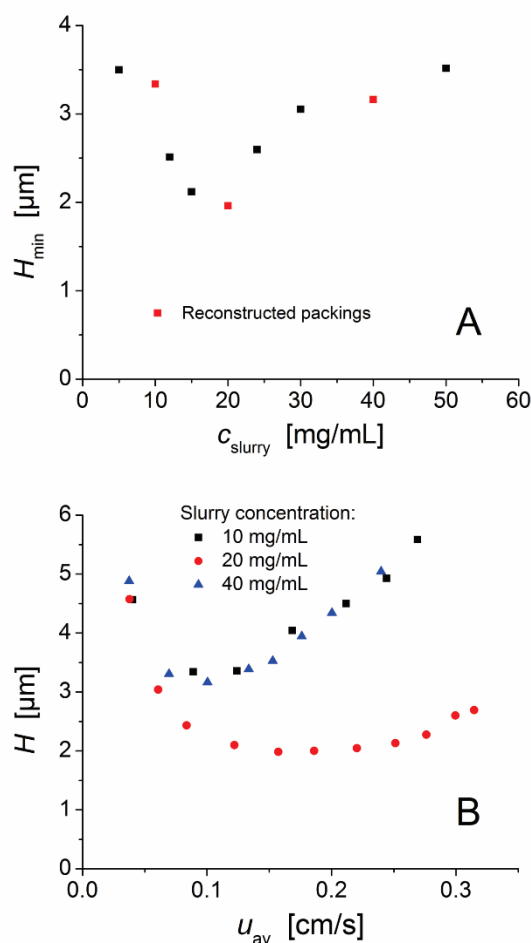 4
3
2
1
0
H_min [μm]
Reconstructed packings
A
0 10 20 30 40 50 60
c_slurry [mg/mL]
6
5
4
3
2
1
0
H [μm]
Slurry concentration:
10 mg/mL
20 mg/mL
40 mg/mL
B
0.0 0.1 0.2 0.3
u_av [cm/s]